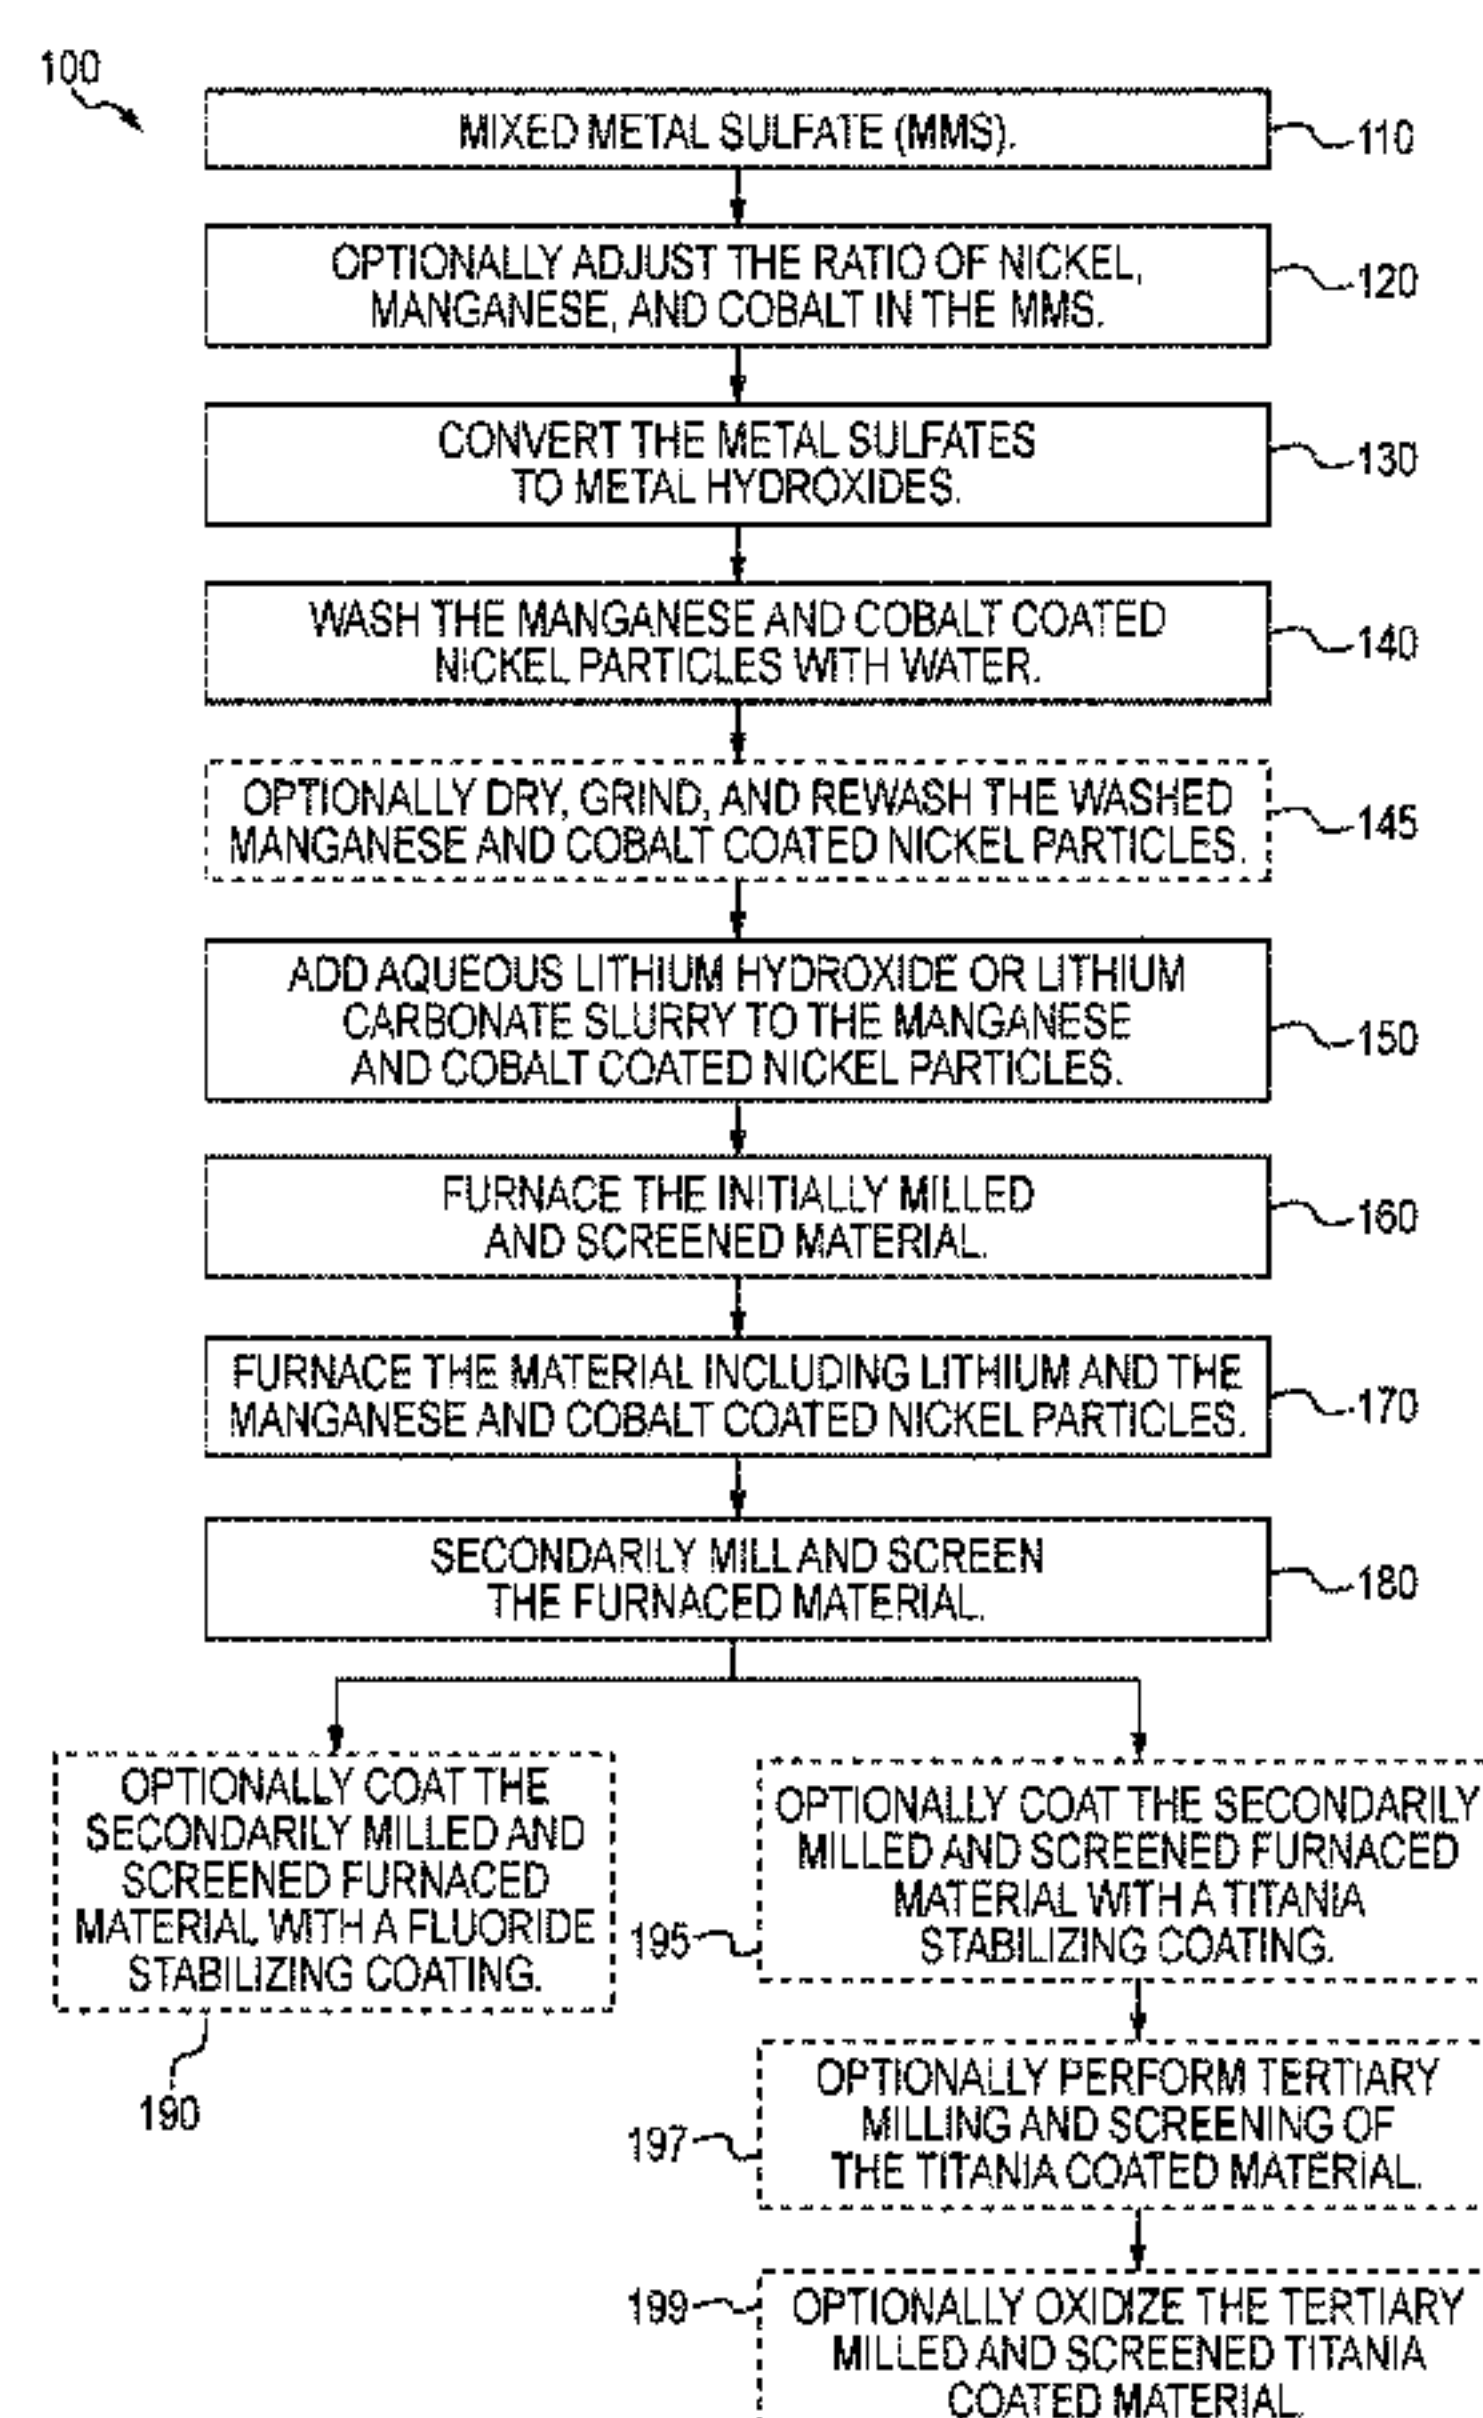 100
MIXED METAL SULFATE (MMS).
110
OPTIONALLY ADJUST THE RATIO OF NICKEL,
MANGANESE, AND COBALT IN THE MMS.
120
CONVERT THE METAL SULFATES
TO METAL HYDROXIDES.
130
WASH THE MANGANESE AND COBALT COATED
NICKEL PARTICLES WITH WATER.
140
OPTIONALLY DRY, GRIND, AND REWASH THE WASHED
MANGANESE AND COBALT COATED NICKEL PARTICLES.
145
ADD AQUEOUS LITHIUM HYDROXIDE OR LITHIUM
CARBONATE SLURRY TO THE MANGANESE
AND COBALT COATED NICKEL PARTICLES.
150
FURNACE THE INITIALLY MILLED
AND SCREENED MATERIAL.
160
FURNACE THE MATERIAL INCLUDING LITHIUM AND THE
MANGANESE AND COBALT COATED NICKEL PARTICLES.
170
SECONDARILY MILL AND SCREEN
THE FURNACED MATERIAL.
180
OPTIONALLY COAT THE
SECONDARILY MILLED AND
SCREENED FURNACED
MATERIAL WITH A FLUORIDE
STABILIZING COATING.
190
OPTIONALLY COAT THE SECONDARILY
MILLED AND SCREENED FURNACED
MATERIAL WITH A TITANIA
STABILIZING COATING.
195
OPTIONALLY PERFORM TERTIARY
MILLING AND SCREENING OF
THE TITANIA COATED MATERIAL.
197
OPTIONALLY OXIDIZE THE TERTIARY
MILLED AND SCREENED TITANIA
COATED MATERIAL.
199